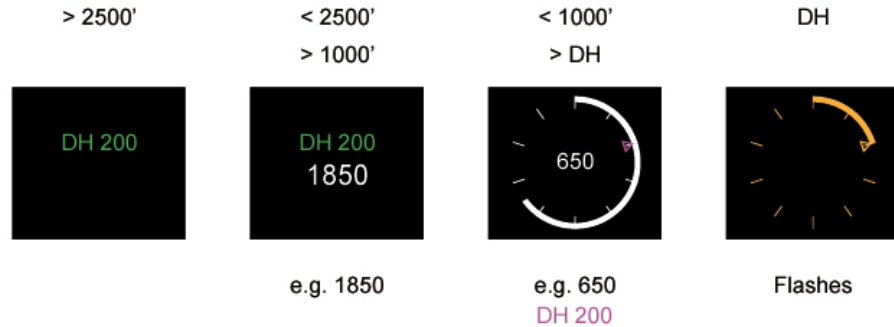 > 2500’
< 2500’
> 1000’
< 1000’
> DH
DH
DH 200
DH 200
1850
650
e.g. 1850
e.g. 650
DH 200
Flashes